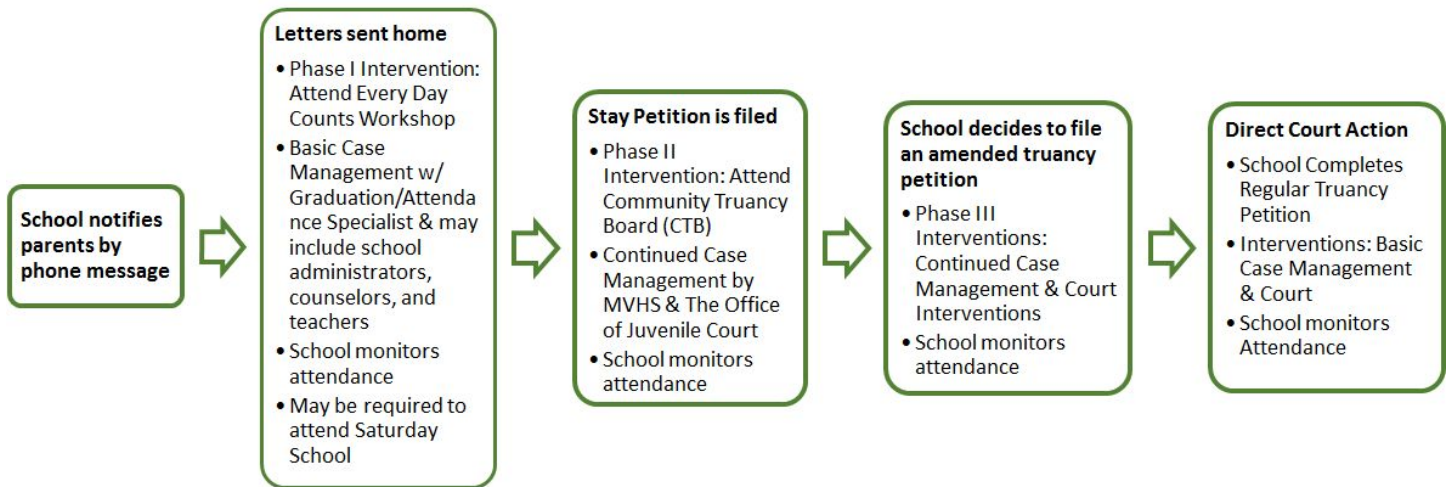 School notifies
parents by
phone message
Letters sent home
• Phase I Intervention:
Attend Every Day
Counts Workshop
• Basic Case
Management w/
Graduation/Attenda
nce Specialist & may
include school
administrators,
counselors, and
teachers
• School monitors
attendance
• May be required to
attend Saturday
School
Stay Petition is filed
• Phase II
Intervention: Attend
Community Truancy
Board (CTB)
• Continued Case
Management by
MVHS & The Office
of Juvenile Court
• School monitors
attendance
School decides to file
an amended truancy
petition
• Phase III
Interventions:
Continued Case
Management & Court
Interventions
• School monitors
attendance
Direct Court Action
• School Completes
Regular Truancy
Petition
• Interventions: Basic
Case Management
& Court
• School monitors
Attendance